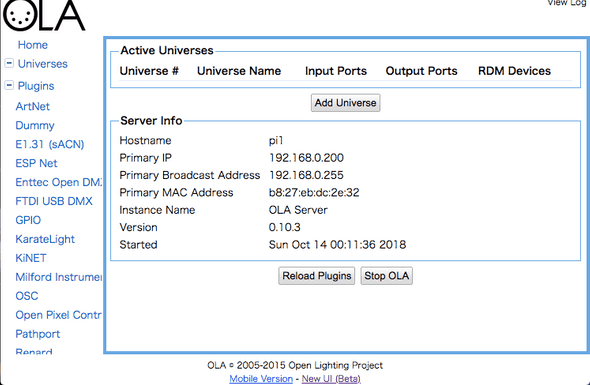 OLA
View Log
Home
Universes
Plugins
ArtNet
Dummy
E1.31 (sACN)
ESP Net
Enttec Open DMX
FTDI USB DMX
GPIO
KarateLight
KiNET
Milford Instrumen
OSC
Open Pixel Contr
Pathport
Renard
Active Universes
Universe # Universe Name Input Ports Output Ports RDM Devices
Add Universe
Server Info
Hostname pi1
Primary IP 192.168.0.200
Primary Broadcast Address 192.168.0.255
Primary MAC Address b8:27:eb:dc:2e:32
Instance Name OLA Server
Version 0.10.3
Started Sun Oct 14 00:11:36 2018
Reload Plugins Stop OLA
OLA © 2005-2015 Open Lighting Project
Mobile Version - New UI (Beta)